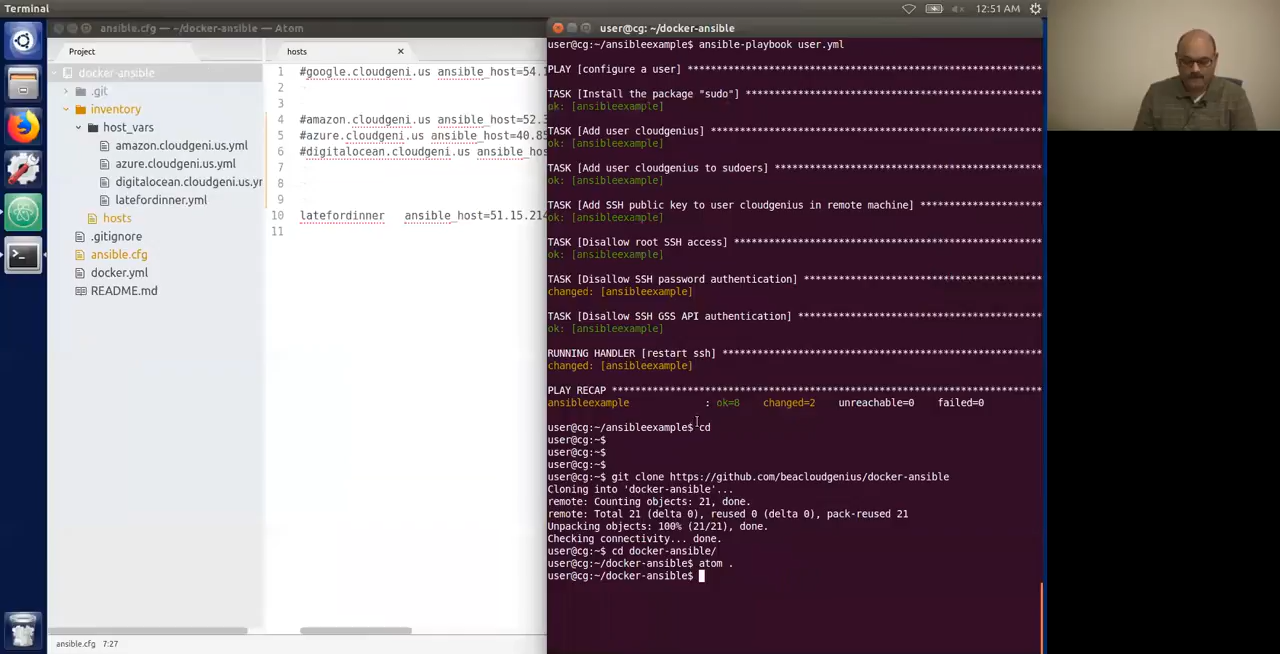 Terminal
12:51 AM
ansible.cfg — ~/docker-ansible — Atom
Project
docker-ansible
.git
inventory
host_vars
amazon.cloudgeni.us.yml
azure.cloudgeni.us.yml
digitalocean.cloudgeni.us.yr
latefordinner.yml
hosts
.gitignore
ansible.cfg
docker.yml
README.md
hosts
1 #google.cloudgeni.us ansible_host=54.1
2
3
4 #amazon.cloudgeni.us ansible_host=52.3
5 #azure.cloudgeni.us ansible_host=40.85
6 #digitalocean.cloudgeni.us ansible_hos
7
8
9
10 latefordinner ansible_host=51.15.214
11
ansible.cfg 7:27
user@cg: ~/docker-ansible
user@cg:~/ansibleexample$ ansible-playbook user.yml
PLAY [configure a user] ******************************************************
TASK [Install the package "sudo"] ********************************************
ok: [ansibleexample]
TASK [Add user cloudgenius] **************************************************
ok: [ansibleexample]
TASK [Add user cloudgenius to sudoers] ***************************************
ok: [ansibleexample]
TASK [Add SSH public key to user cloudgenius in remote machine] **************
ok: [ansibleexample]
TASK [Disallow root SSH access] **********************************************
ok: [ansibleexample]
TASK [Disallow SSH password authentication] **********************************
changed: [ansibleexample]
TASK [Disallow SSH GSS API authentication] ***********************************
ok: [ansibleexample]
RUNNING HANDLER [restart ssh] ************************************************
changed: [ansibleexample]
PLAY RECAP *******************************************************************
ansibleexample : ok=8 changed=2 unreachable=0 failed=0
user@cg:~/ansibleexample$ cd
user@cg:~$
user@cg:~$
user@cg:~$
user@cg:~$ git clone https://github.com/beacloudgenius/docker-ansible
Cloning into 'docker-ansible'...
remote: Counting objects: 21, done.
remote: Total 21 (delta 0), reused 0 (delta 0), pack-reused 21
Unpacking objects: 100% (21/21), done.
Checking connectivity... done.
user@cg:~$ cd docker-ansible/
user@cg:~/docker-ansible$ atom .
user@cg:~/docker-ansible$